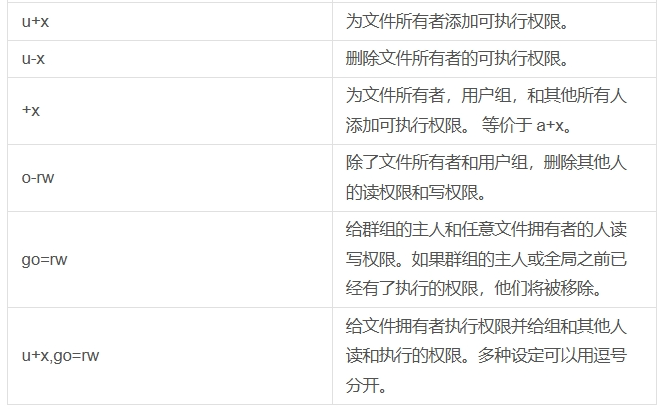 u+x
为文件所有者添加可执行权限。
u-x
删除文件所有者的可执行权限。
+x
为文件所有者，用户组，和其他所有人
添加可执行权限。 等价于 a+x。
o-rw
除了文件所有者和用户组，删除其他人
的读权限和写权限。
go=rw
给群组的主人和任意文件拥有者的人读
写权限。如果群组的主人或全局之前已
经有了执行的权限，他们将被移除。
u+x,go=rw
给文件拥有者执行权限并给组和其他人
读和执行的权限。多种设定可以用逗号
分开。